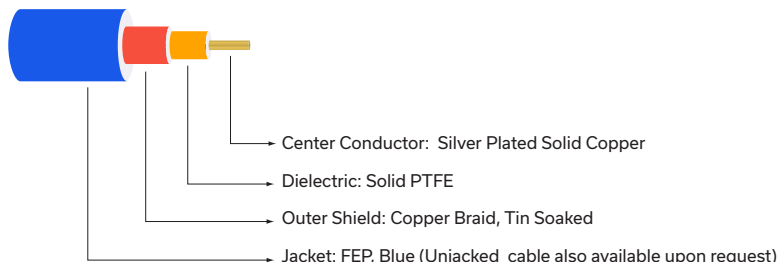 Center Conductor: Silver Plated Solid Copper
Dielectric: Solid PTFE
Outer Shield: Copper Braid, Tin Soaked
Jacket: FEP, Blue (Unjacked cable also available upon request)